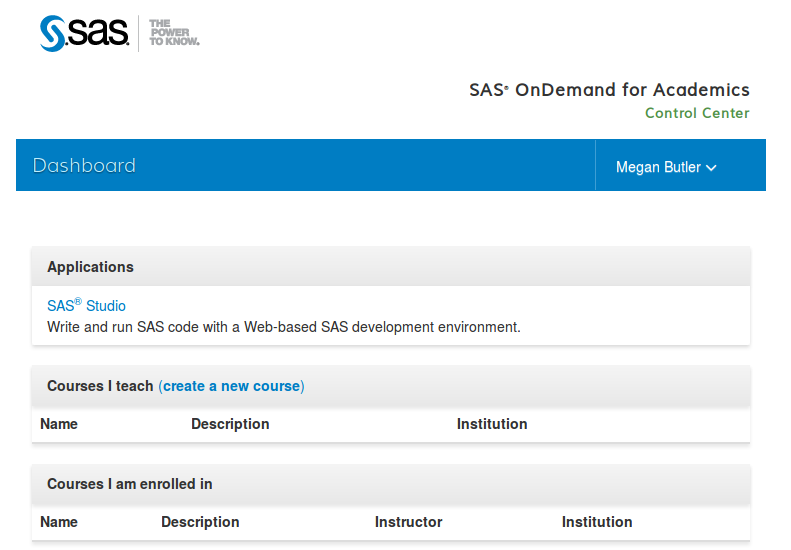 sas. THE
POWER
TO KNOW.
SAS® OnDemand for Academics
Control Center
Dashboard Megan Butler
Applications
SAS® Studio
Write and run SAS code with a Web-based SAS development environment.
Courses I teach (create a new course)
Name Description Institution
Courses I am enrolled in
Name Description Instructor Institution